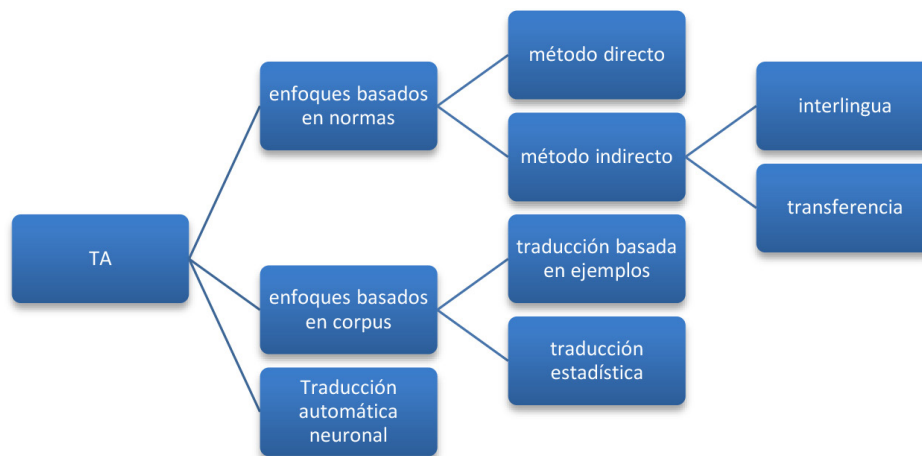 TA
enfoques basados
en normas
método directo
método indirecto
interlingua
transferencia
enfoques basados
en corpus
traducción basada
en ejemplos
traducción
estadística
Traducción
automática
neuronal